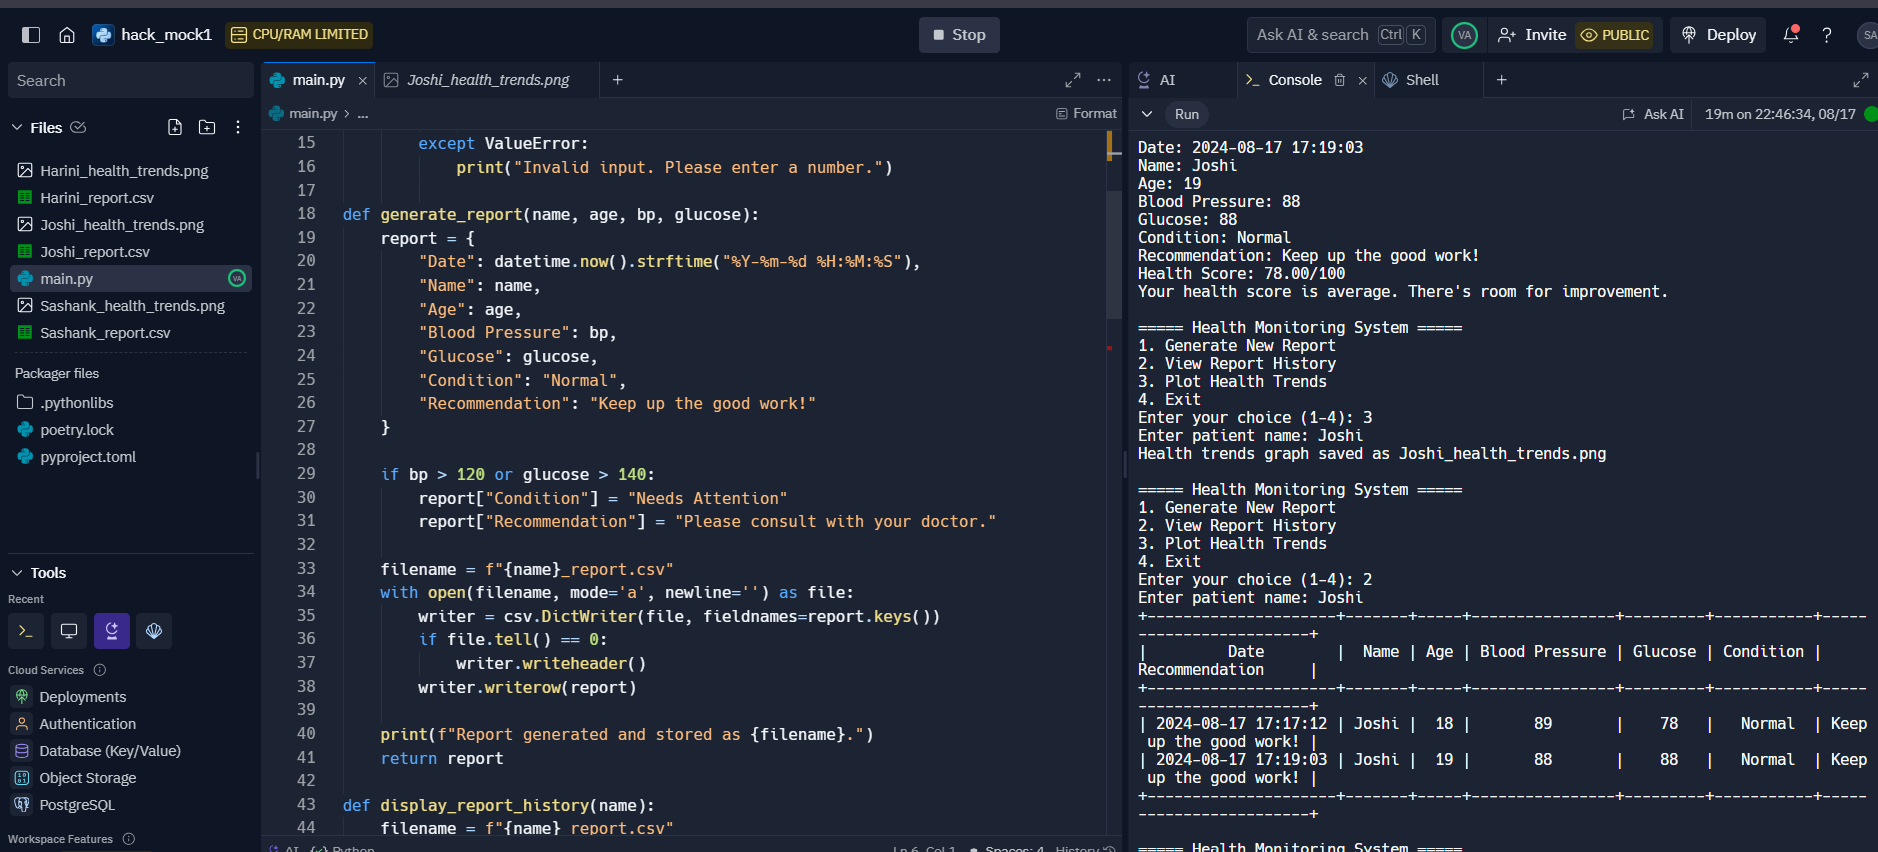 hack_mock1
CPU/RAM LIMITED
Stop
Ask AI & search Ctrl K
VA
Invite
PUBLIC
Deploy
?
SA
Search
Files
Harini_health_trends.png
Harini_report.csv
Joshi_health_trends.png
Joshi_report.csv
main.py
VA
Sashank_health_trends.png
Sashank_report.csv
Packager files
.pythonlibs
poetry.lock
pyproject.toml
Tools
Recent
Cloud Services
Deployments
Authentication
Database (Key/Value)
Object Storage
PostgreSQL
Workspace Features
main.py
Joshi_health_trends.png
main.py > ...
Format
15 except ValueError:
16 print("Invalid input. Please enter a number.")
17
18 def generate_report(name, age, bp, glucose):
19 report = {
20 "Date": datetime.now().strftime("%Y-%m-%d %H:%M:%S"),
21 "Name": name,
22 "Age": age,
23 "Blood Pressure": bp,
24 "Glucose": glucose,
25 "Condition": "Normal",
26 "Recommendation": "Keep up the good work!"
27 }
28
29 if bp > 120 or glucose > 140:
30 report["Condition"] = "Needs Attention"
31 report["Recommendation"] = "Please consult with your doctor."
32
33 filename = f"{name}_report.csv"
34 with open(filename, mode='a', newline='') as file:
35 writer = csv.DictWriter(file, fieldnames=report.keys())
36 if file.tell() == 0:
37 writer.writeheader()
38 writer.writerow(report)
39
40 print(f"Report generated and stored as {filename}.")
41 return report
42
43 def display_report_history(name):
44 filename = f"{name}_report.csv"
AI Python
Ln 6, Col 1 Spaces: 4 History
AI
Console
Shell
Run
Ask AI
19m on 22:46:34, 08/17
Date: 2024-08-17 17:19:03
Name: Joshi
Age: 19
Blood Pressure: 88
Glucose: 88
Condition: Normal
Recommendation: Keep up the good work!
Health Score: 78.00/100
Your health score is average. There's room for improvement.
===== Health Monitoring System =====
1. Generate New Report
2. View Report History
3. Plot Health Trends
4. Exit
Enter your choice (1-4): 3
Enter patient name: Joshi
Health trends graph saved as Joshi_health_trends.png
===== Health Monitoring System =====
1. Generate New Report
2. View Report History
3. Plot Health Trends
4. Exit
Enter your choice (1-4): 2
Enter patient name: Joshi
+---------------------+-------+-----+----------------+---------+-----------+-----
-------------------+
| Date | Name | Age | Blood Pressure | Glucose | Condition |
Recommendation |
+---------------------+-------+-----+----------------+---------+-----------+-----
-------------------+
| 2024-08-17 17:17:12 | Joshi | 18 | 89 | 78 | Normal | Keep
up the good work! |
| 2024-08-17 17:19:03 | Joshi | 19 | 88 | 88 | Normal | Keep
up the good work! |
+---------------------+-------+-----+----------------+---------+-----------+-----
-------------------+
===== Health Monitoring System =====